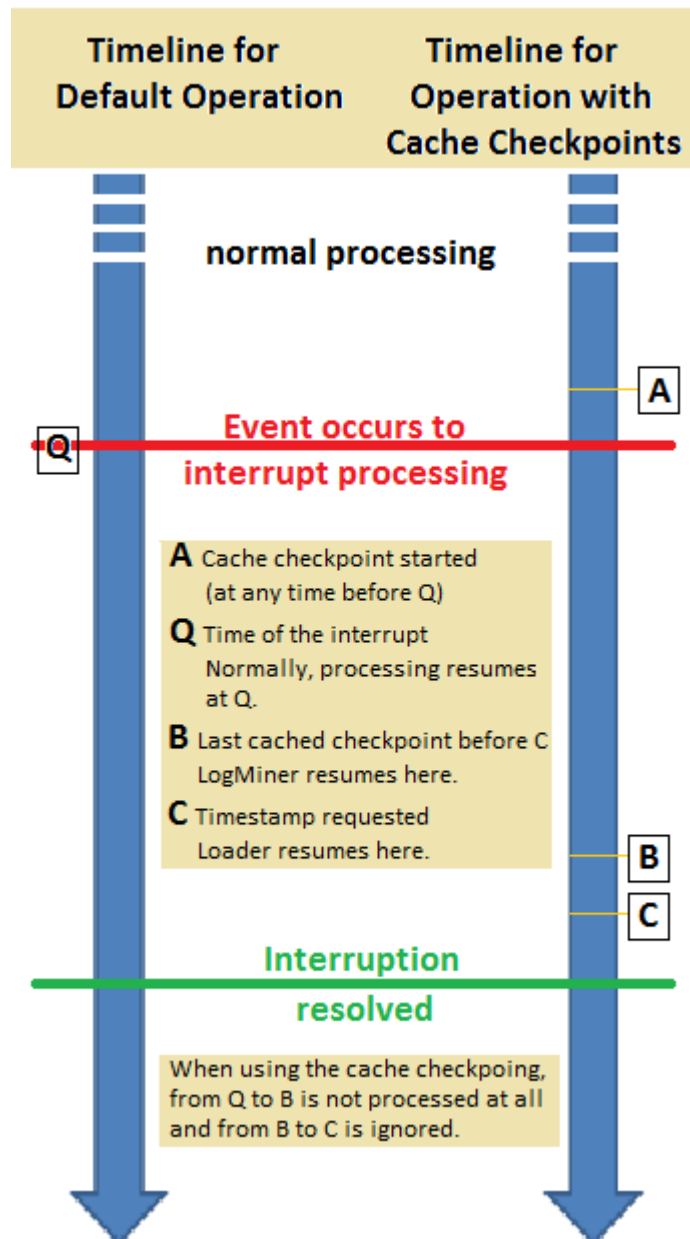 Timeline for
Default Operation
Timeline for
Operation with
Cache Checkpoints
normal processing
A
Event occurs to
Q
interrupt processing
A Cache checkpoint started
(at any time before Q)
Q Time of the interrupt
Normally, processing resumes
at Q.
B Last cached checkpoint before C
LogMiner resumes here.
C Timestamp requested
Loader resumes here.
B
C
Interruption
resolved
When using the cache checkpoing,
from Q to B is not processed at all
and from B to C is ignored.